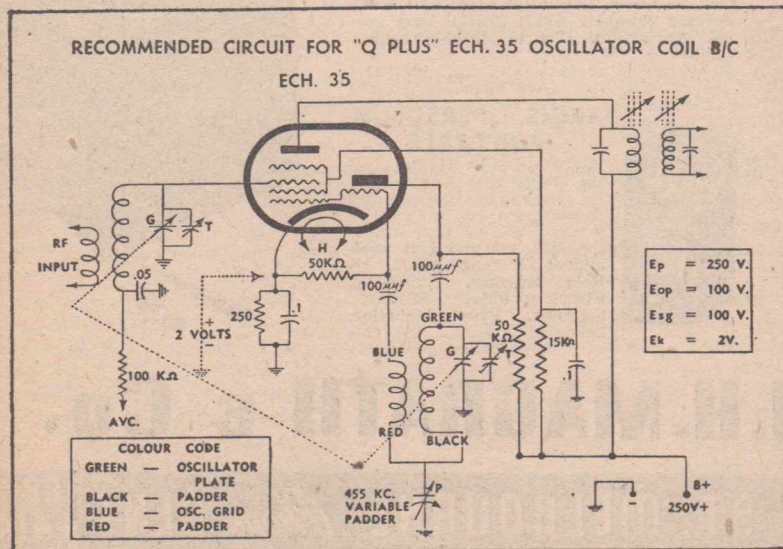 RECOMMENDED CIRCUIT FOR "Q PLUS" ECH. 35 OSCILLATOR COIL B/C
ECH. 35
G
T
RF
INPUT
.05
H
50KΩ
100μμf
100μμf
250
.1
2 VOLTS
+
−
GREEN
50
KΩ
15KΩ
G
T
.1
BLUE
RED
BLACK
100 KΩ
AVC.
Ep = 250 V.
Eop = 100 V.
Esg = 100 V.
Ek = 2V.
COLOUR CODE
GREEN — OSCILLATOR
PLATE
BLACK — PADDER
BLUE — OSC. GRID
RED — PADDER
455 KC.
VARIABLE
PADDER
P
−
B+
250V+